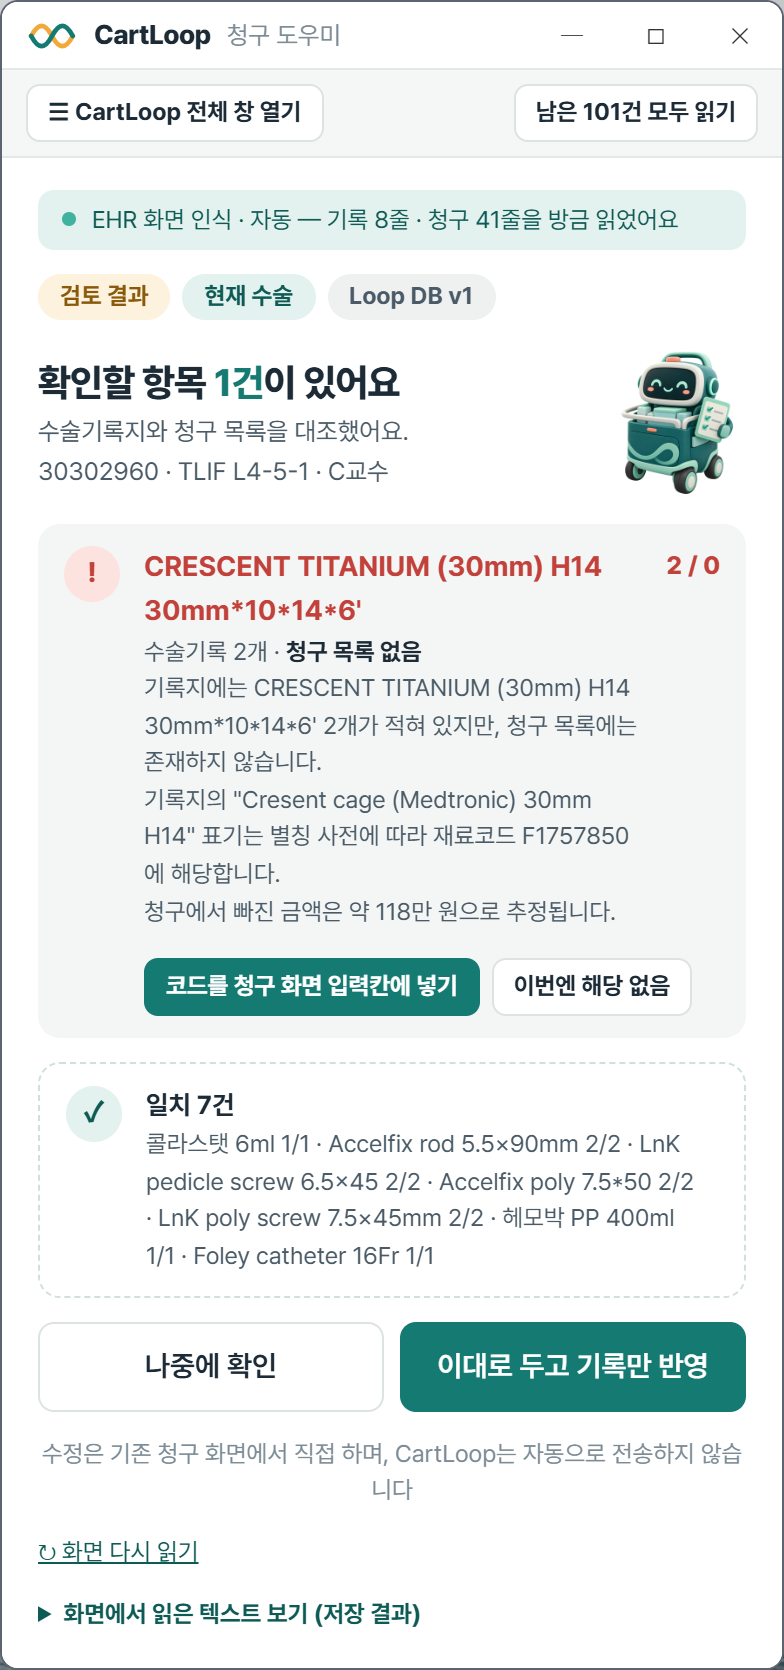 CartLoop 청구 도우미
☰ CartLoop 전체 창 열기
남은 101건 모두 읽기
EHR 화면 인식 · 자동 — 기록 8줄 · 청구 41줄을 방금 읽었어요
검토 결과
현재 수술
Loop DB v1
확인할 항목 1건이 있어요
수술기록지와 청구 목록을 대조했어요.
30302960 · TLIF L4-5-1 · C교수
! CRESCENT TITANIUM (30mm) H14 2 / 0
30mm*10*14*6'
수술기록 2개 · 청구 목록 없음
기록지에는 CRESCENT TITANIUM (30mm) H14
30mm*10*14*6' 2개가 적혀 있지만, 청구 목록에는
존재하지 않습니다.
기록지의 "Cresent cage (Medtronic) 30mm
H14" 표기는 별칭 사전에 따라 재료코드 F1757850
에 해당합니다.
청구에서 빠진 금액은 약 118만 원으로 추정됩니다.
코드를 청구 화면 입력칸에 넣기
이번엔 해당 없음
✓ 일치 7건
콜라스탯 6ml 1/1 · Accelfix rod 5.5×90mm 2/2 · LnK
pedicle screw 6.5×45 2/2 · Accelfix poly 7.5*50 2/2
· LnK poly screw 7.5×45mm 2/2 · 헤모박 PP 400ml
1/1 · Foley catheter 16Fr 1/1
나중에 확인
이대로 두고 기록만 반영
수정은 기존 청구 화면에서 직접 하며, CartLoop는 자동으로 전송하지 않습
니다
↻ 화면 다시 읽기
▶ 화면에서 읽은 텍스트 보기 (저장 결과)